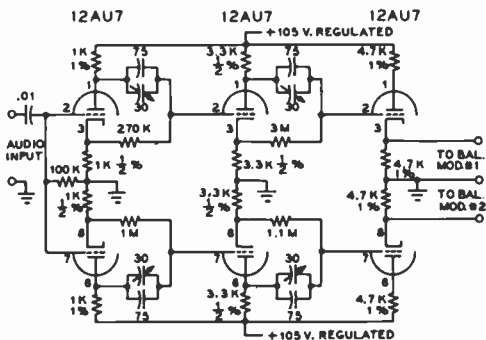 12AU7 12AU7 12AU7
+105 V. REGULATED
1K 1% 75 3.3K ½% 75 4.7K 1%
1 30 1 30 1
.01 2 2 2
3 3 3
270 K 3M
AUDIO INPUT
100 K 1K ½% 3.3K ½% 4.7K 1%
TO BAL. MOD.#1
1K ½% 3.3K ½% 4.7K 1%
TO BAL. MOD.#2
8 1M 8 1.1M 8
7 30 7 30 7
6 6 6
1K 1% 75 3.3K ½% 75 4.7K 1%
+105 V. REGULATED